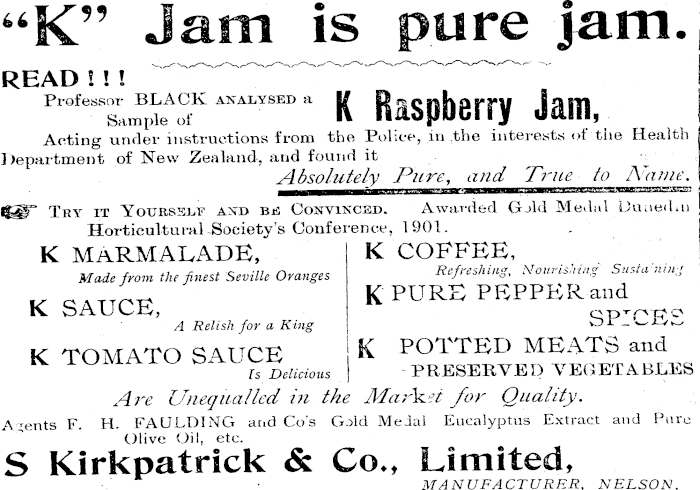 “K” Jam is pure jam.
READ ! ! !
Professor BLACK ANALYSED a
Sample of
K Raspberry Jam,
Acting under instructions from the Police, in the interests of the Health
Department of New Zealand, and found it
Absolutely Pure, and True to Name.
☞ TRY IT YOURSELF AND BE CONVINCED. Awarded Gold Medal Dunedin
Horticultural Society's Conference, 1901.
K MARMALADE,
Made from the finest Seville Oranges
K SAUCE,
A Relish for a King
K TOMATO SAUCE
Is Delicious
K COFFEE,
Refreshing, Nourishing Sustaining
K PURE PEPPER and
SPICES
K POTTED MEATS and
PRESERVED VEGETABLES
Are Unequalled in the Market for Quality.
Agents F. H. FAULDING and Co's Gold Medal Eucalyptus Extract and Pure
Olive Oil, etc.
S Kirkpatrick & Co., Limited,
MANUFACTURER, NELSON.